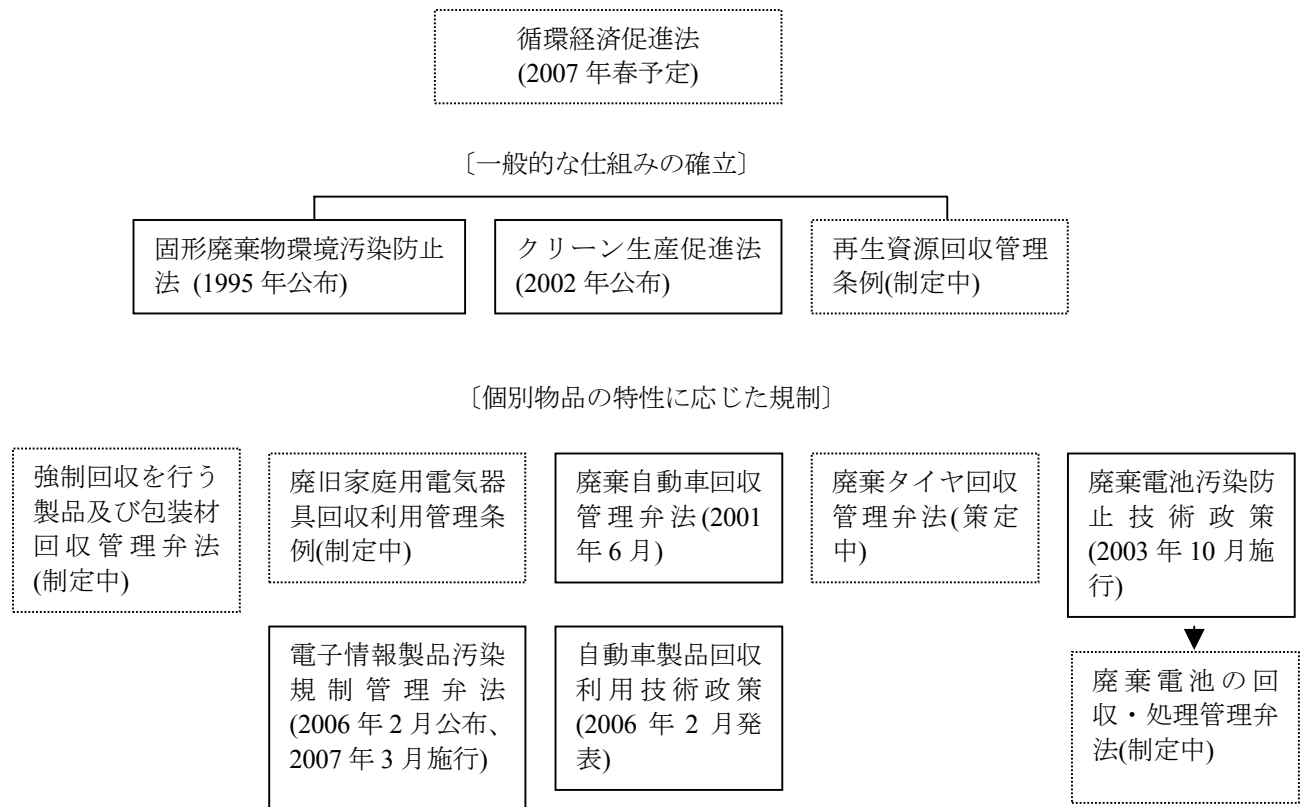 循環経済促進法
(2007 年春予定)
〔一般的な仕組みの確立〕
固形廃棄物環境汚染防止
法 (1995 年公布)
クリーン生産促進法
(2002 年公布)
再生資源回収管理
条例(制定中)
〔個別物品の特性に応じた規制〕
強制回収を行う
製品及び包装材
回収管理弁法
(制定中)
廃旧家庭用電気器
具回収利用管理条
例(制定中)
廃棄自動車回収
管理弁法(2001
年 6 月)
廃棄タイヤ回収
管理弁法(策定
中)
廃棄電池汚染防
止技術政策
(2003 年 10 月施
行)
電子情報製品汚染
規制管理弁法
(2006 年 2 月公布、
2007 年 3 月施行)
自動車製品回収
利用技術政策
(2006 年 2 月発
表)
廃棄電池の回
収・処理管理弁
法(制定中)